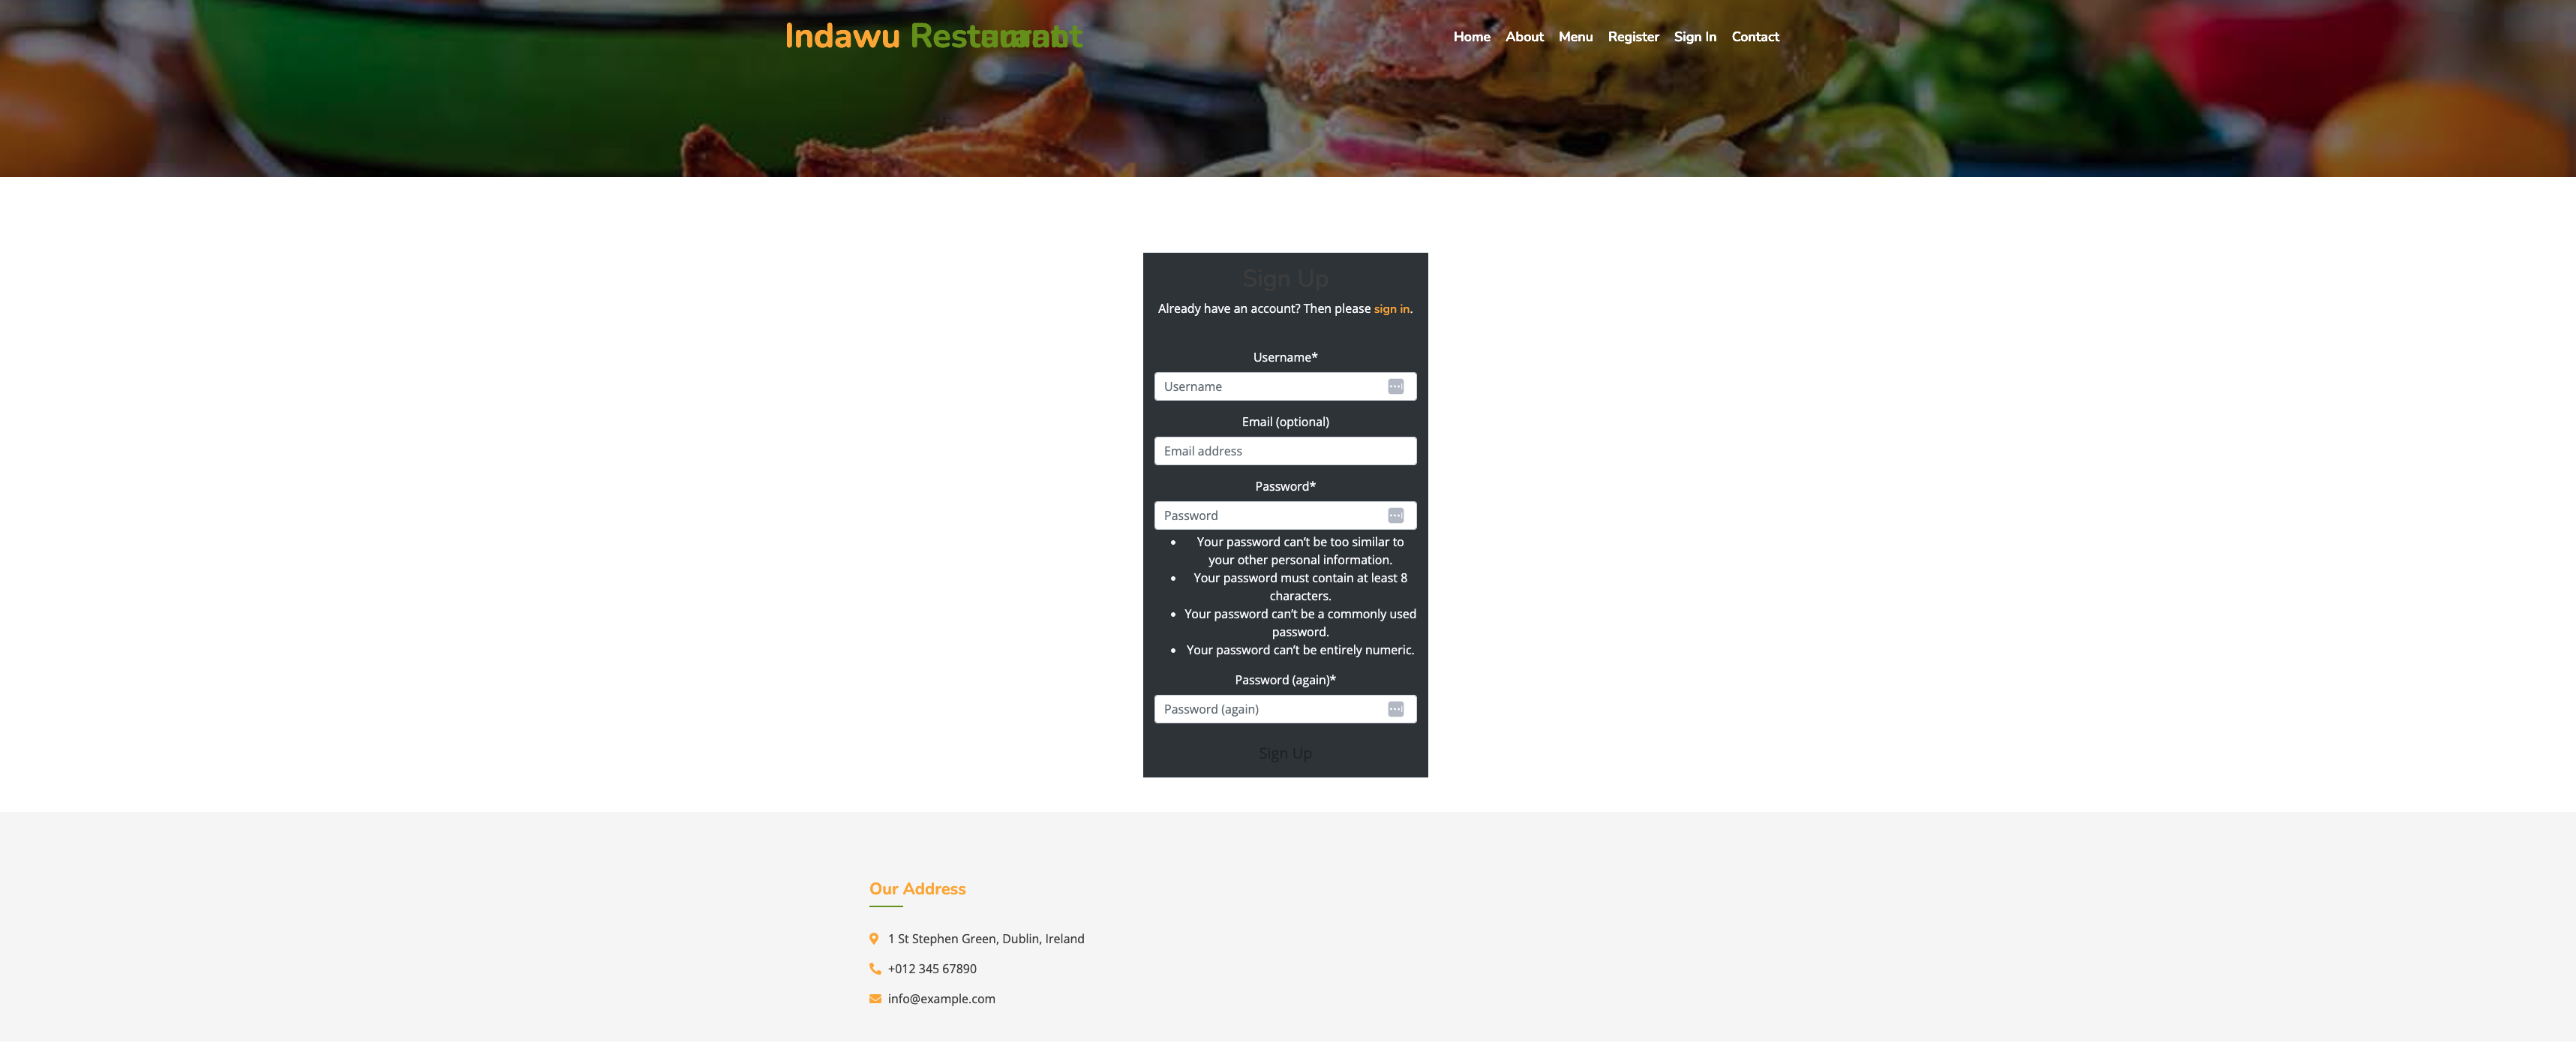 Indawu
Home About Menu Register Sign In Contact
Sign Up
Already have an account? Then please sign in.
Username*
Username
Email (optional)
Email address
Password*
Password
• Your password can’t be too similar to
your other personal information.
• Your password must contain at least 8
characters.
• Your password can’t be a commonly used
password.
• Your password can’t be entirely numeric.
Password (again)*
Password (again)
Sign Up
Our Address
1 St Stephen Green, Dublin, Ireland
+012 345 67890
info@example.com